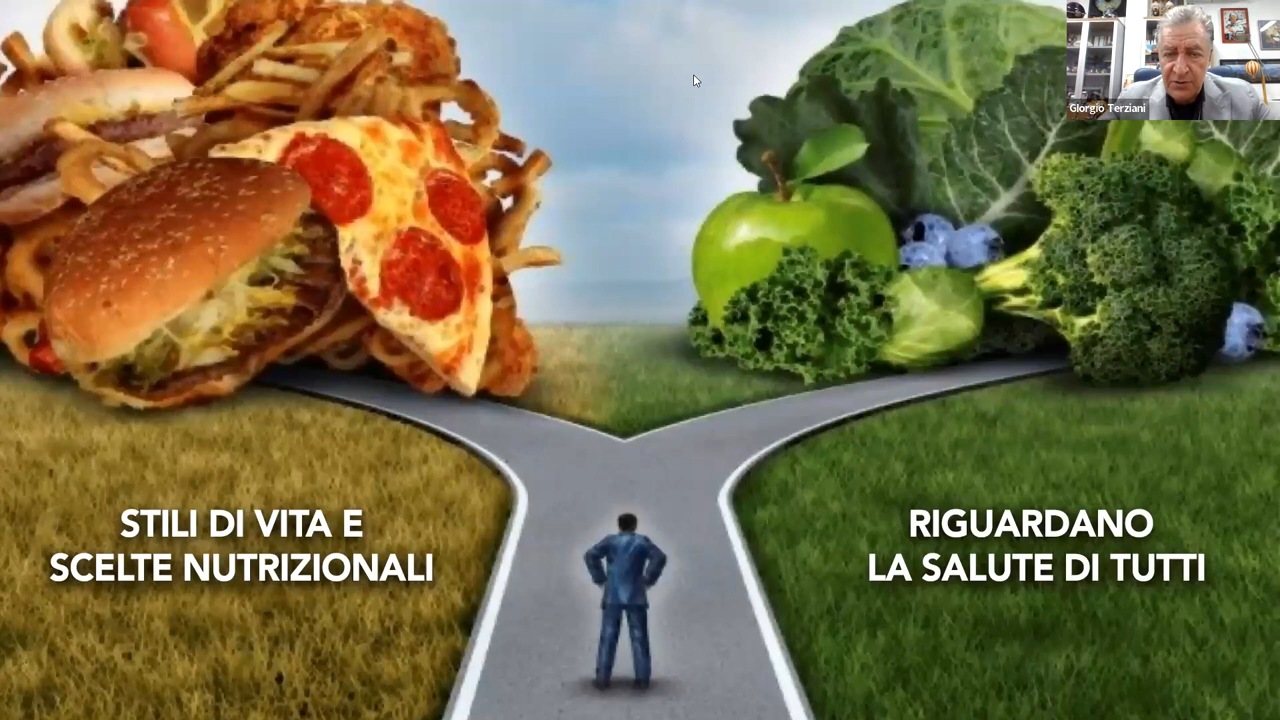 Giorgio Terziani
STILI DI VITA E
SCELTE NUTRIZIONALI
RIGUARDANO
LA SALUTE DI TUTTI